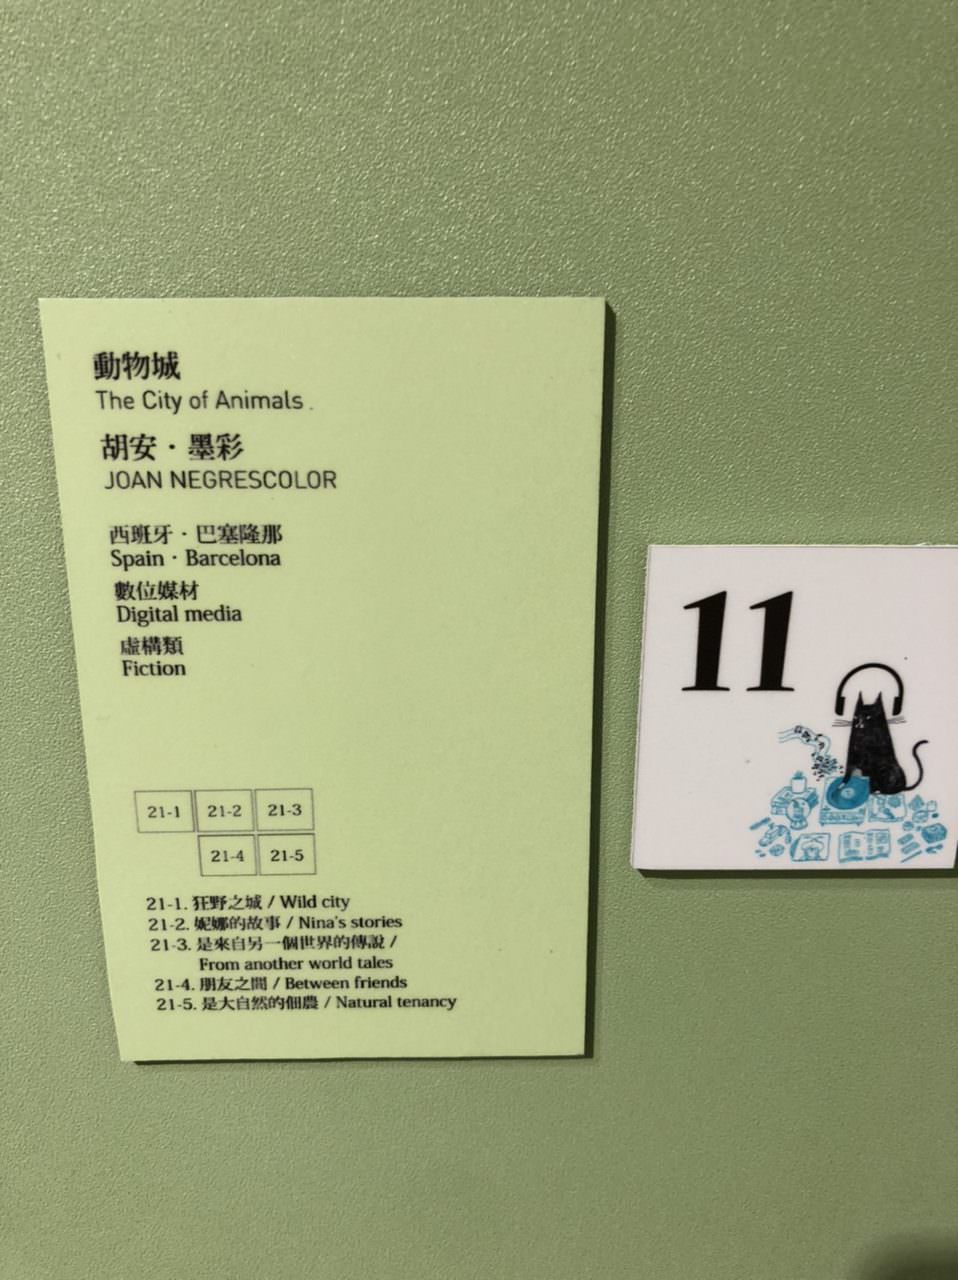 動物城
The City of Animals
胡安·墨彩
JOAN NEGRESCOLOR
西班牙·巴塞隆那
Spain · Barcelona
數位媒材
Digital media
虛構類
Fiction
21-1 21-2 21-3
21-4 21-5
21-1. 狂野之城 / Wild city
21-2. 妮娜的故事 / Nina's stories
21-3. 是來自另一個世界的傳說 /
From another world tales
21-4. 朋友之間 / Between friends
21-5. 是大自然的佃農 / Natural tenancy
11